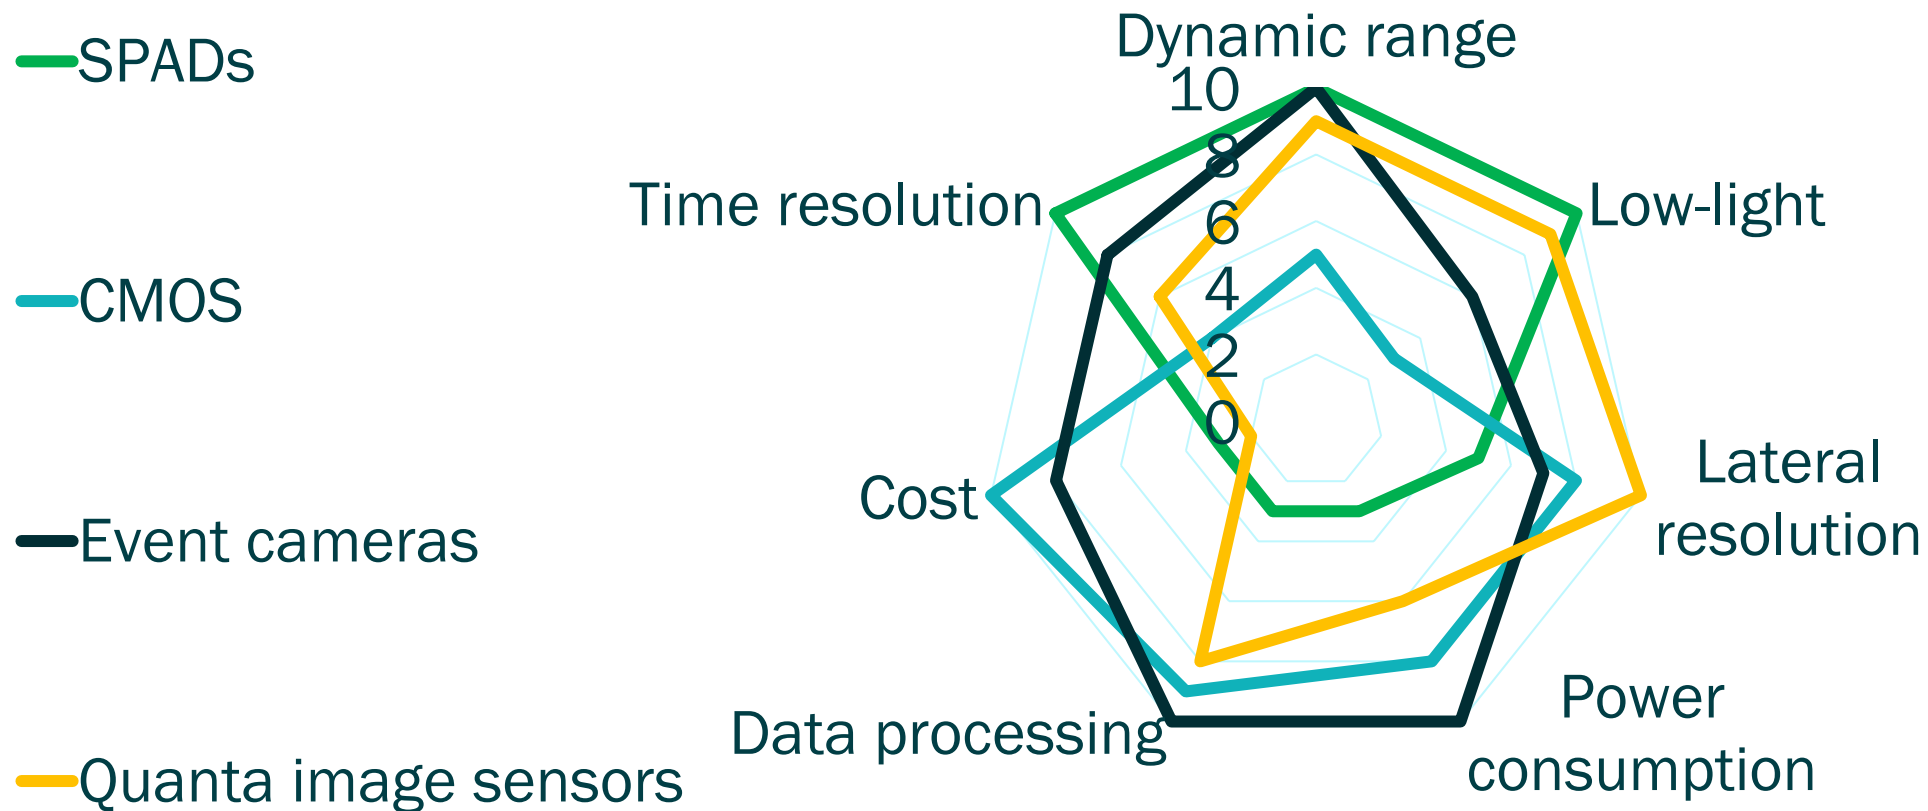 SPADs
CMOS
Event cameras
Quanta image sensors
Dynamic range
10
8
6
4
2
0
Time resolution
Low-light
Lateral
resolution
Cost
Power
consumption
Data processing